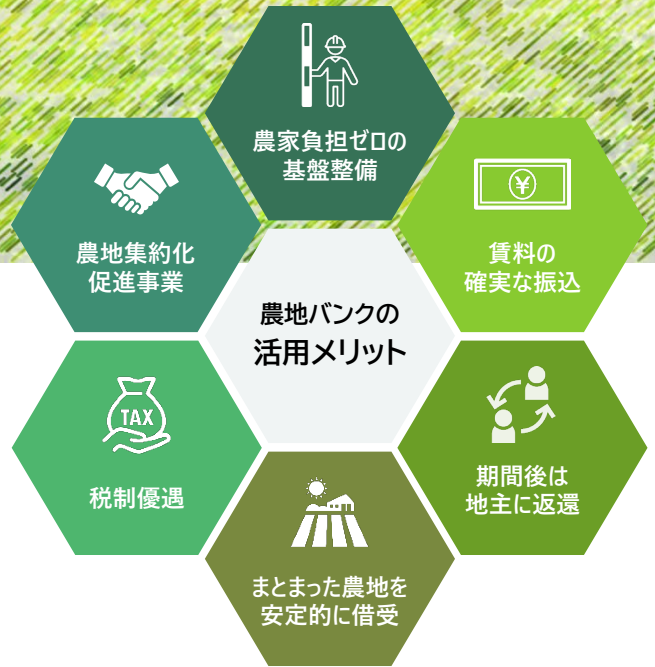 農家負担ゼロの
基盤整備
農地集約化
促進事業
¥
賃料の
確実な振込
農地バンクの
活用メリット
TAX
税制優遇
期間後は
地主に返還
まとまった農地を
安定的に借受